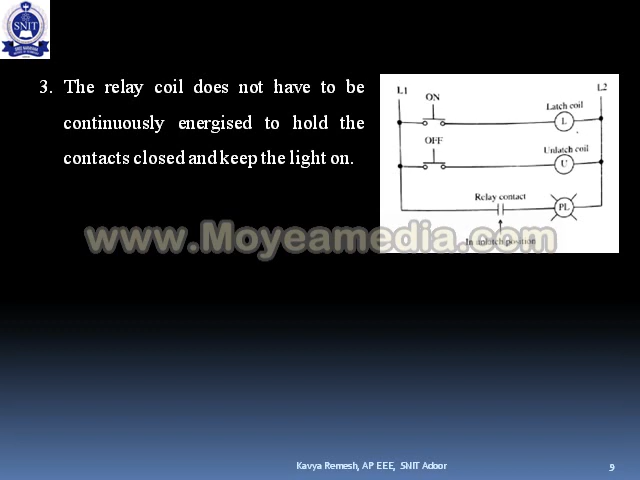 SNIT
3. The relay coil does not have to be
continuously energised to hold the
contacts closed and keep the light on.
L1
L2
ON
Latch coil
L
OFF
Unlatch coil
U
Relay contact
PL
In unlatch position
www.Moyeamedia.com
Kavya Remesh, AP EEE, SNIT Adoor
9